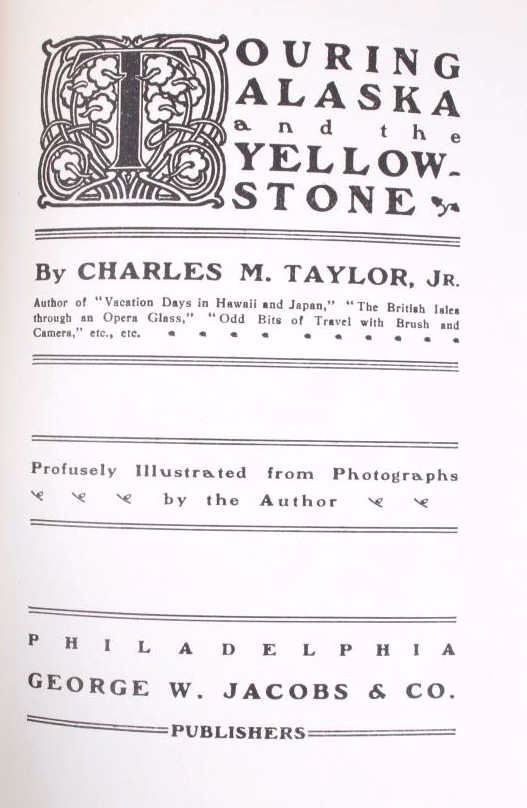 TOURING
ALASKA
and the
YELLOW-
STONE
By CHARLES M. TAYLOR, JR.
Author of "Vacation Days in Hawaii and Japan," "The British Isles
through an Opera Glass," "Odd Bits of Travel with Brush and
Camera," etc., etc.
Profusely Illustrated from Photographs
by the Author
PHILADELPHIA
GEORGE W. JACOBS & CO.
PUBLISHERS